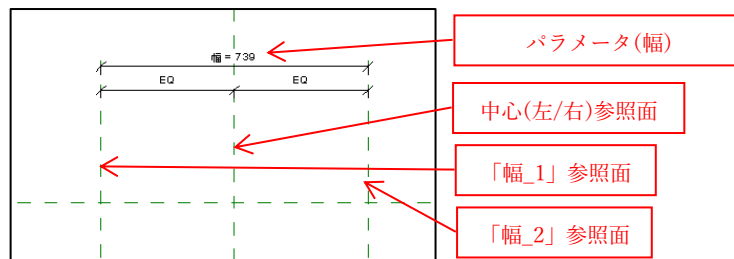 パラメータ(幅)
幅 = 739
EQ EQ
中心(左/右)参照面
「幅_1」参照面
「幅_2」参照面